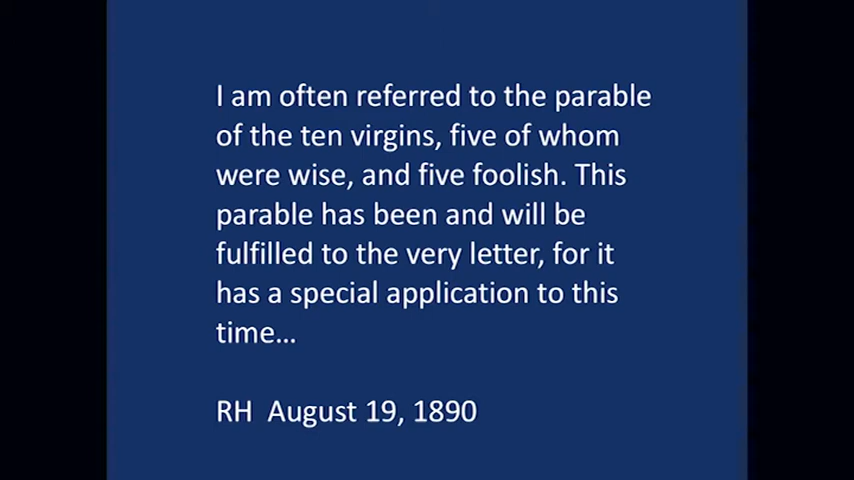 I am often referred to the parable
of the ten virgins, five of whom
were wise, and five foolish. This
parable has been and will be
fulfilled to the very letter, for it
has a special application to this
time...
RH  August 19, 1890